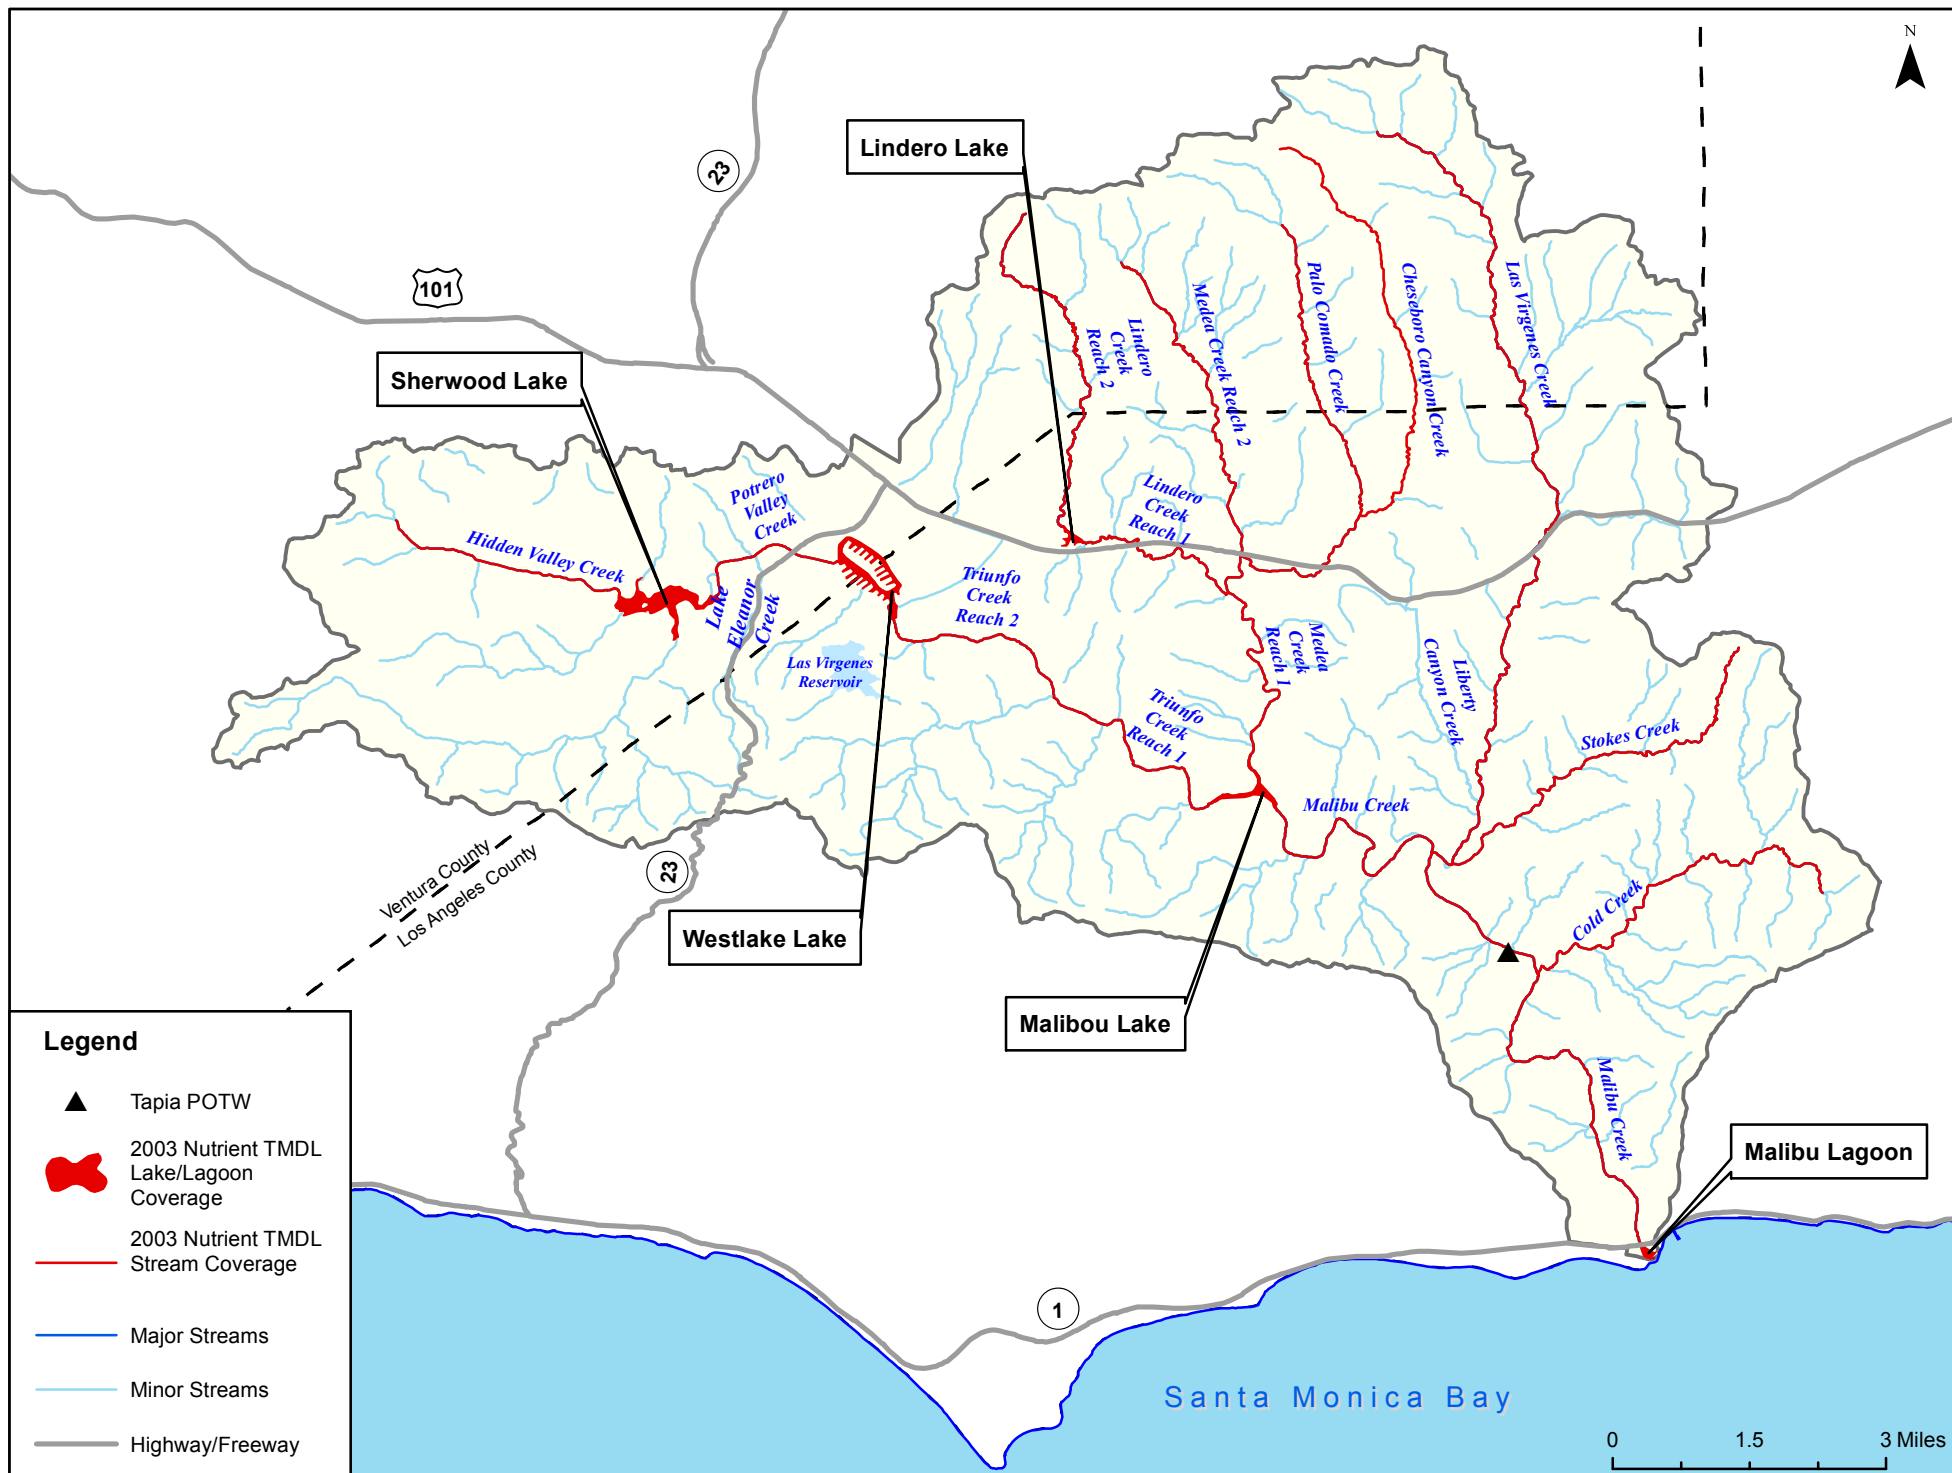 N
Lindero Lake
23
101
Sherwood Lake
Lindero
Creek
Reach 2
Medea Creek Reach 2
Palo Comado Creek
Cheseboro Canyon Creek
Las Virgenes Creek
Potrero
Valley
Creek
Hidden Valley Creek
Lake
Eleanor
Creek
Lindero
Creek
Reach 1
Triunfo
Creek
Reach 2
Las Virgenes
Reservoir
Medea
Creek
Reach 1
Triunfo
Creek
Reach 1
Liberty
Canyon Creek
Stokes Creek
Malibu Creek
Ventura County
Los Angeles County
23
Westlake Lake
Cold Creek
Malibou Lake
Malibu Creek
Malibu Lagoon
Legend
Tapia POTW
2003 Nutrient TMDL
Lake/Lagoon
Coverage
2003 Nutrient TMDL
Stream Coverage
Major Streams
Minor Streams
Highway/Freeway
1
Santa Monica Bay
0 1.5 3 Miles